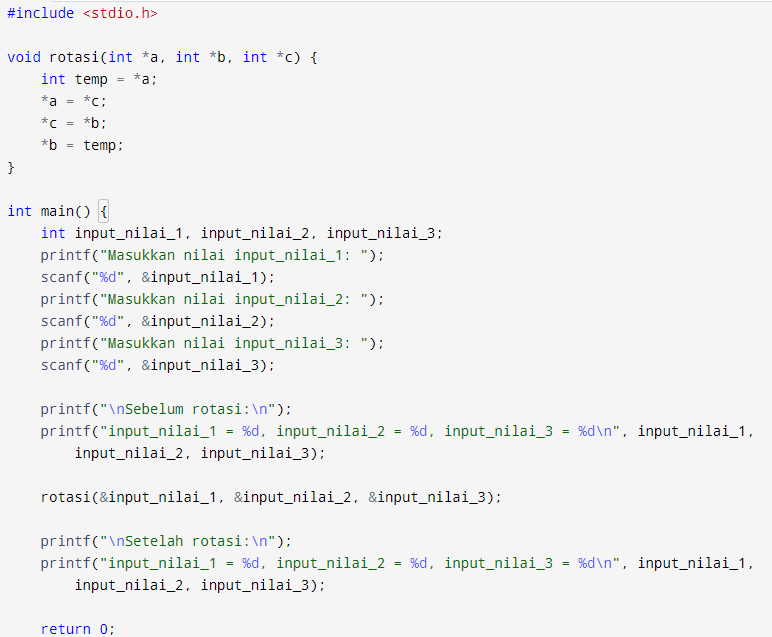 #include <stdio.h>

void rotasi(int *a, int *b, int *c) {
    int temp = *a;
    *a = *c;
    *c = *b;
    *b = temp;
}

int main() {
    int input_nilai_1, input_nilai_2, input_nilai_3;
    printf("Masukkan nilai input_nilai_1: ");
    scanf("%d", &input_nilai_1);
    printf("Masukkan nilai input_nilai_2: ");
    scanf("%d", &input_nilai_2);
    printf("Masukkan nilai input_nilai_3: ");
    scanf("%d", &input_nilai_3);

    printf("\nSebelum rotasi:\n");
    printf("input_nilai_1 = %d, input_nilai_2 = %d, input_nilai_3 = %d\n", input_nilai_1,
        input_nilai_2, input_nilai_3);

    rotasi(&input_nilai_1, &input_nilai_2, &input_nilai_3);

    printf("\nSetelah rotasi:\n");
    printf("input_nilai_1 = %d, input_nilai_2 = %d, input_nilai_3 = %d\n", input_nilai_1,
        input_nilai_2, input_nilai_3);

    return 0;